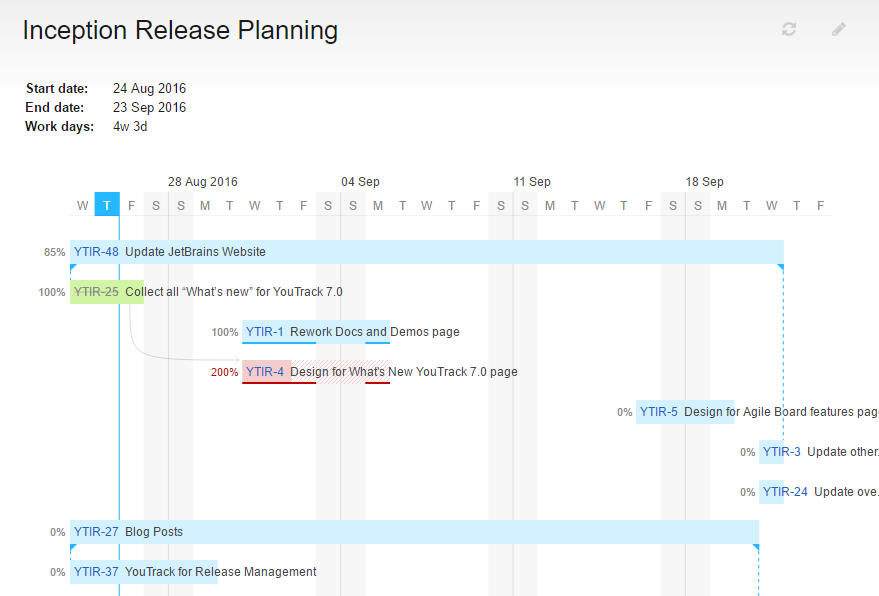 Inception Release Planning
Start date: 24 Aug 2016
End date: 23 Sep 2016
Work days: 4w 3d
28 Aug 2016 04 Sep 11 Sep 18 Sep
W T F S S M T W T F S S M T W T F S S M T W T F S S M T W T F
85% YTIR-48 Update JetBrains Website
100% YTIR-25 Collect all “What's new” for YouTrack 7.0
100% YTIR-1 Rework Docs and Demos page
200% YTIR-4 Design for What's New YouTrack 7.0 page
0% YTIR-5 Design for Agile Board features pag
0% YTIR-3 Update other.
0% YTIR-24 Update ove.
0% YTIR-27 Blog Posts
0% YTIR-37 YouTrack for Release Management